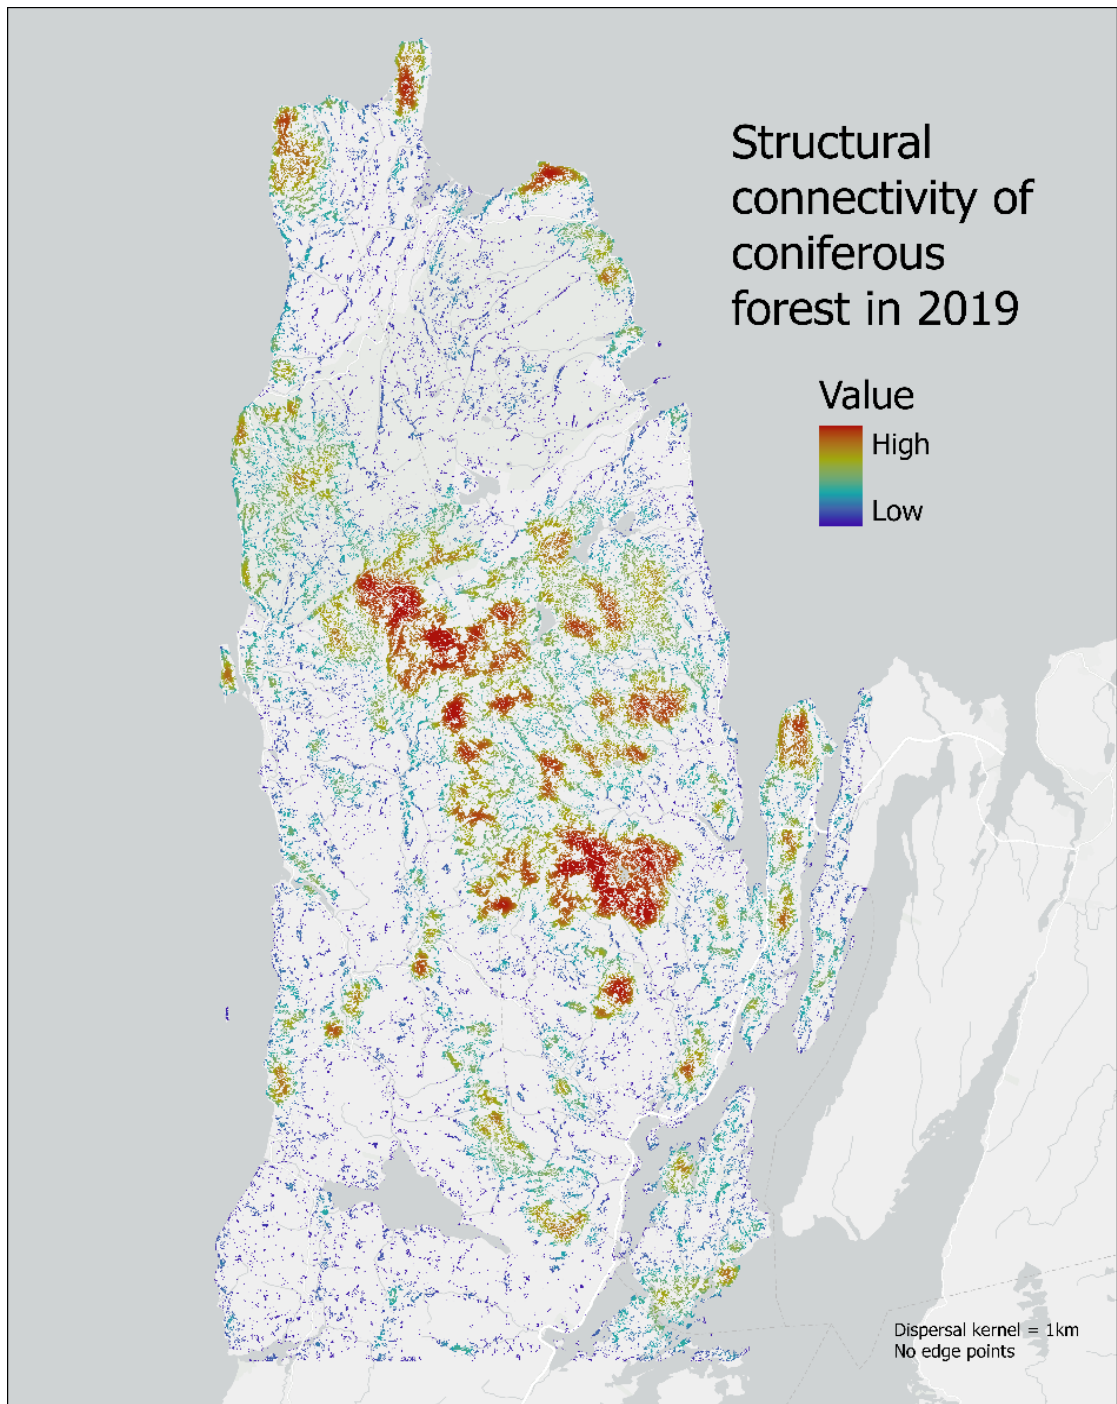 Structural
connectivity of
coniferous
forest in 2019
Value
High
Low
Dispersal kernel = 1km
No edge points